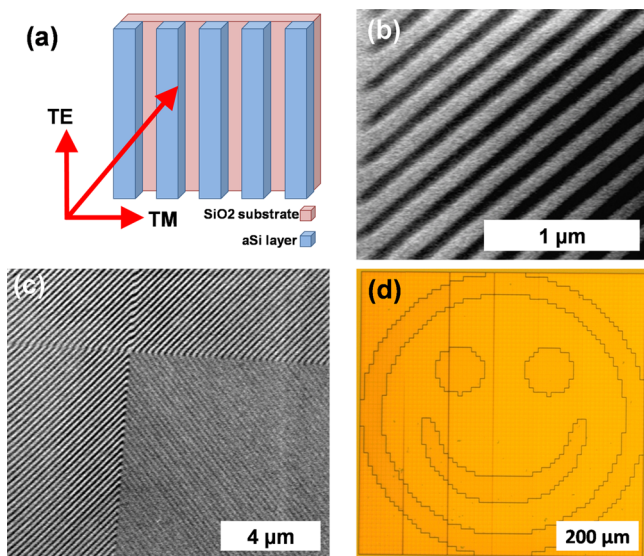 (a)
TE
TM
SiO2 substrate
aSi layer
(b)
1 µm
(c)
4 µm
(d)
200 µm